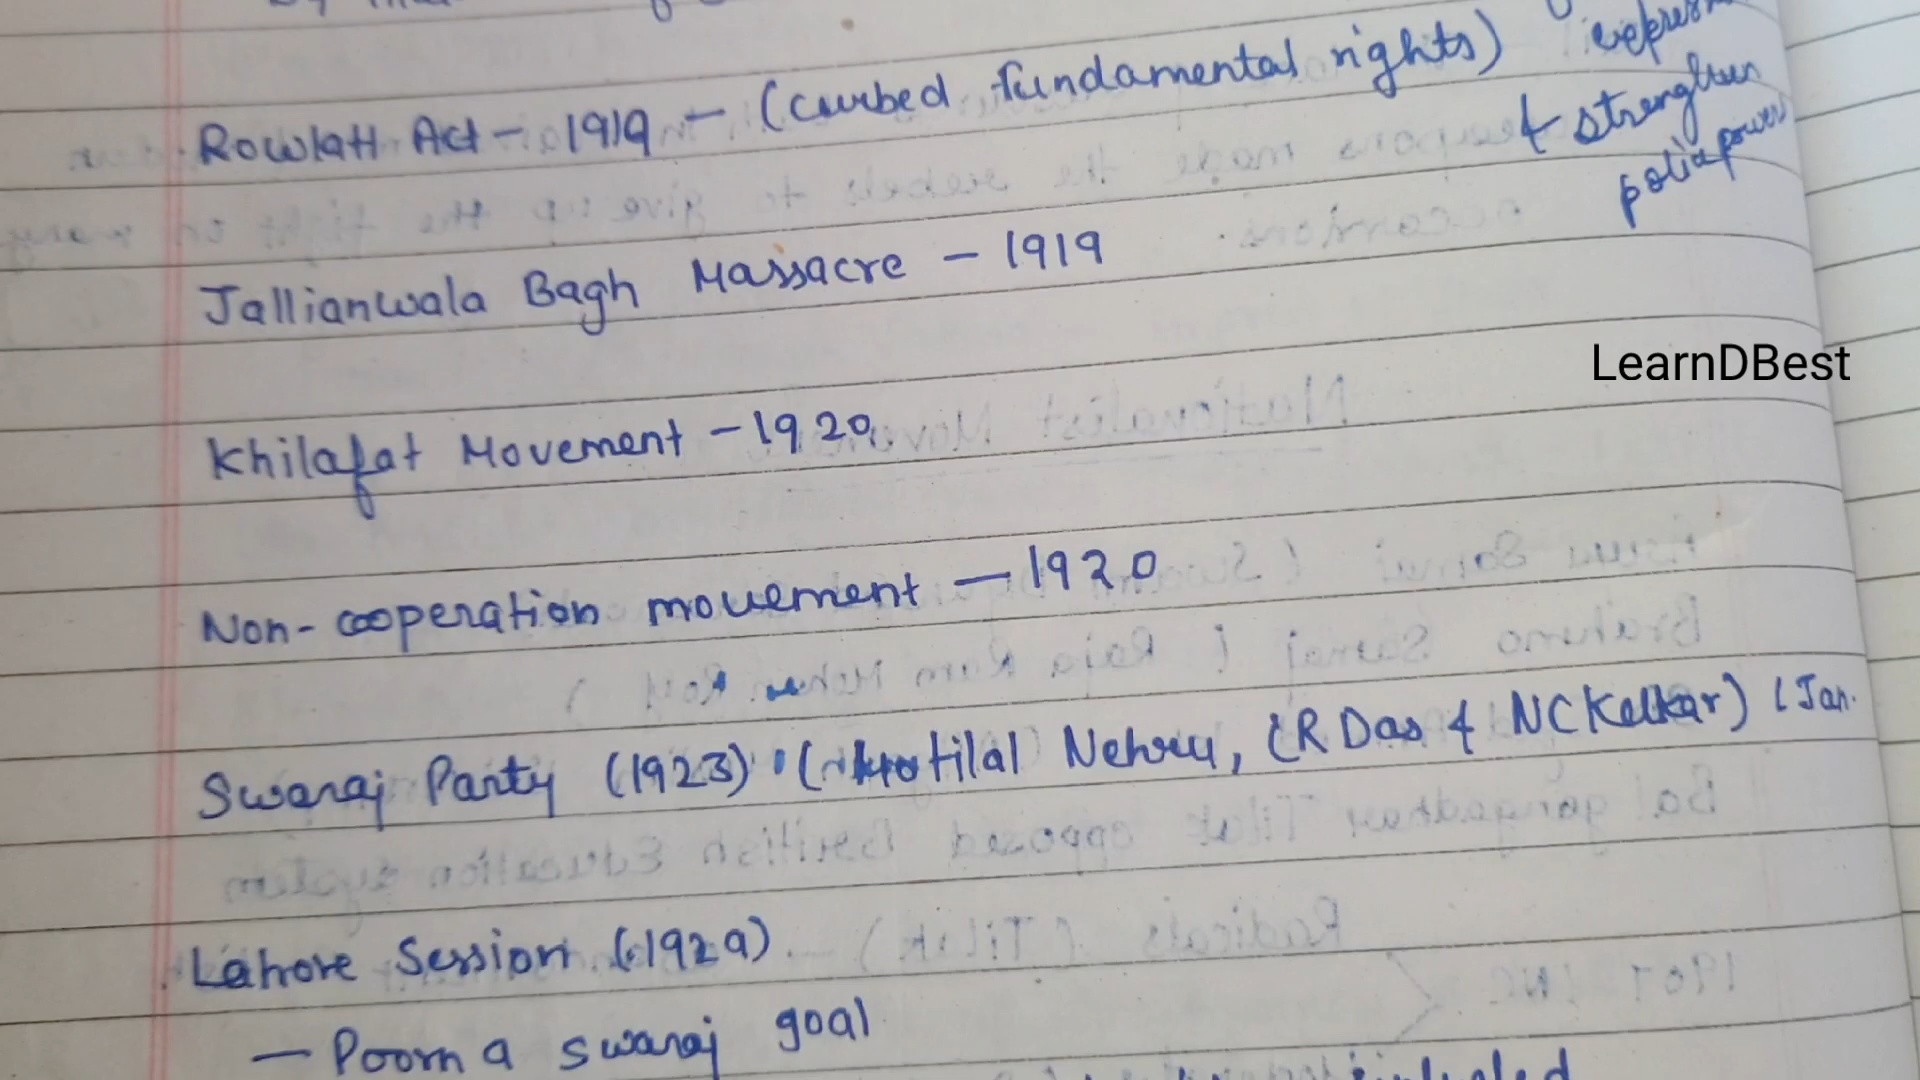 Rowlatt Act - 1919 - (curbed fundamental rights)
& strengthen
police power
Jallianwala Bagh Massacre - 1919
LearnDBest
Khilafat Movement - 1920
Non-cooperation movement - 1920
Swaraj Party (1923) (Motilal Nehru, CR Das & NC Kelkar) (Jan.
Lahore Session (1929)
- Poorna swaraj goal